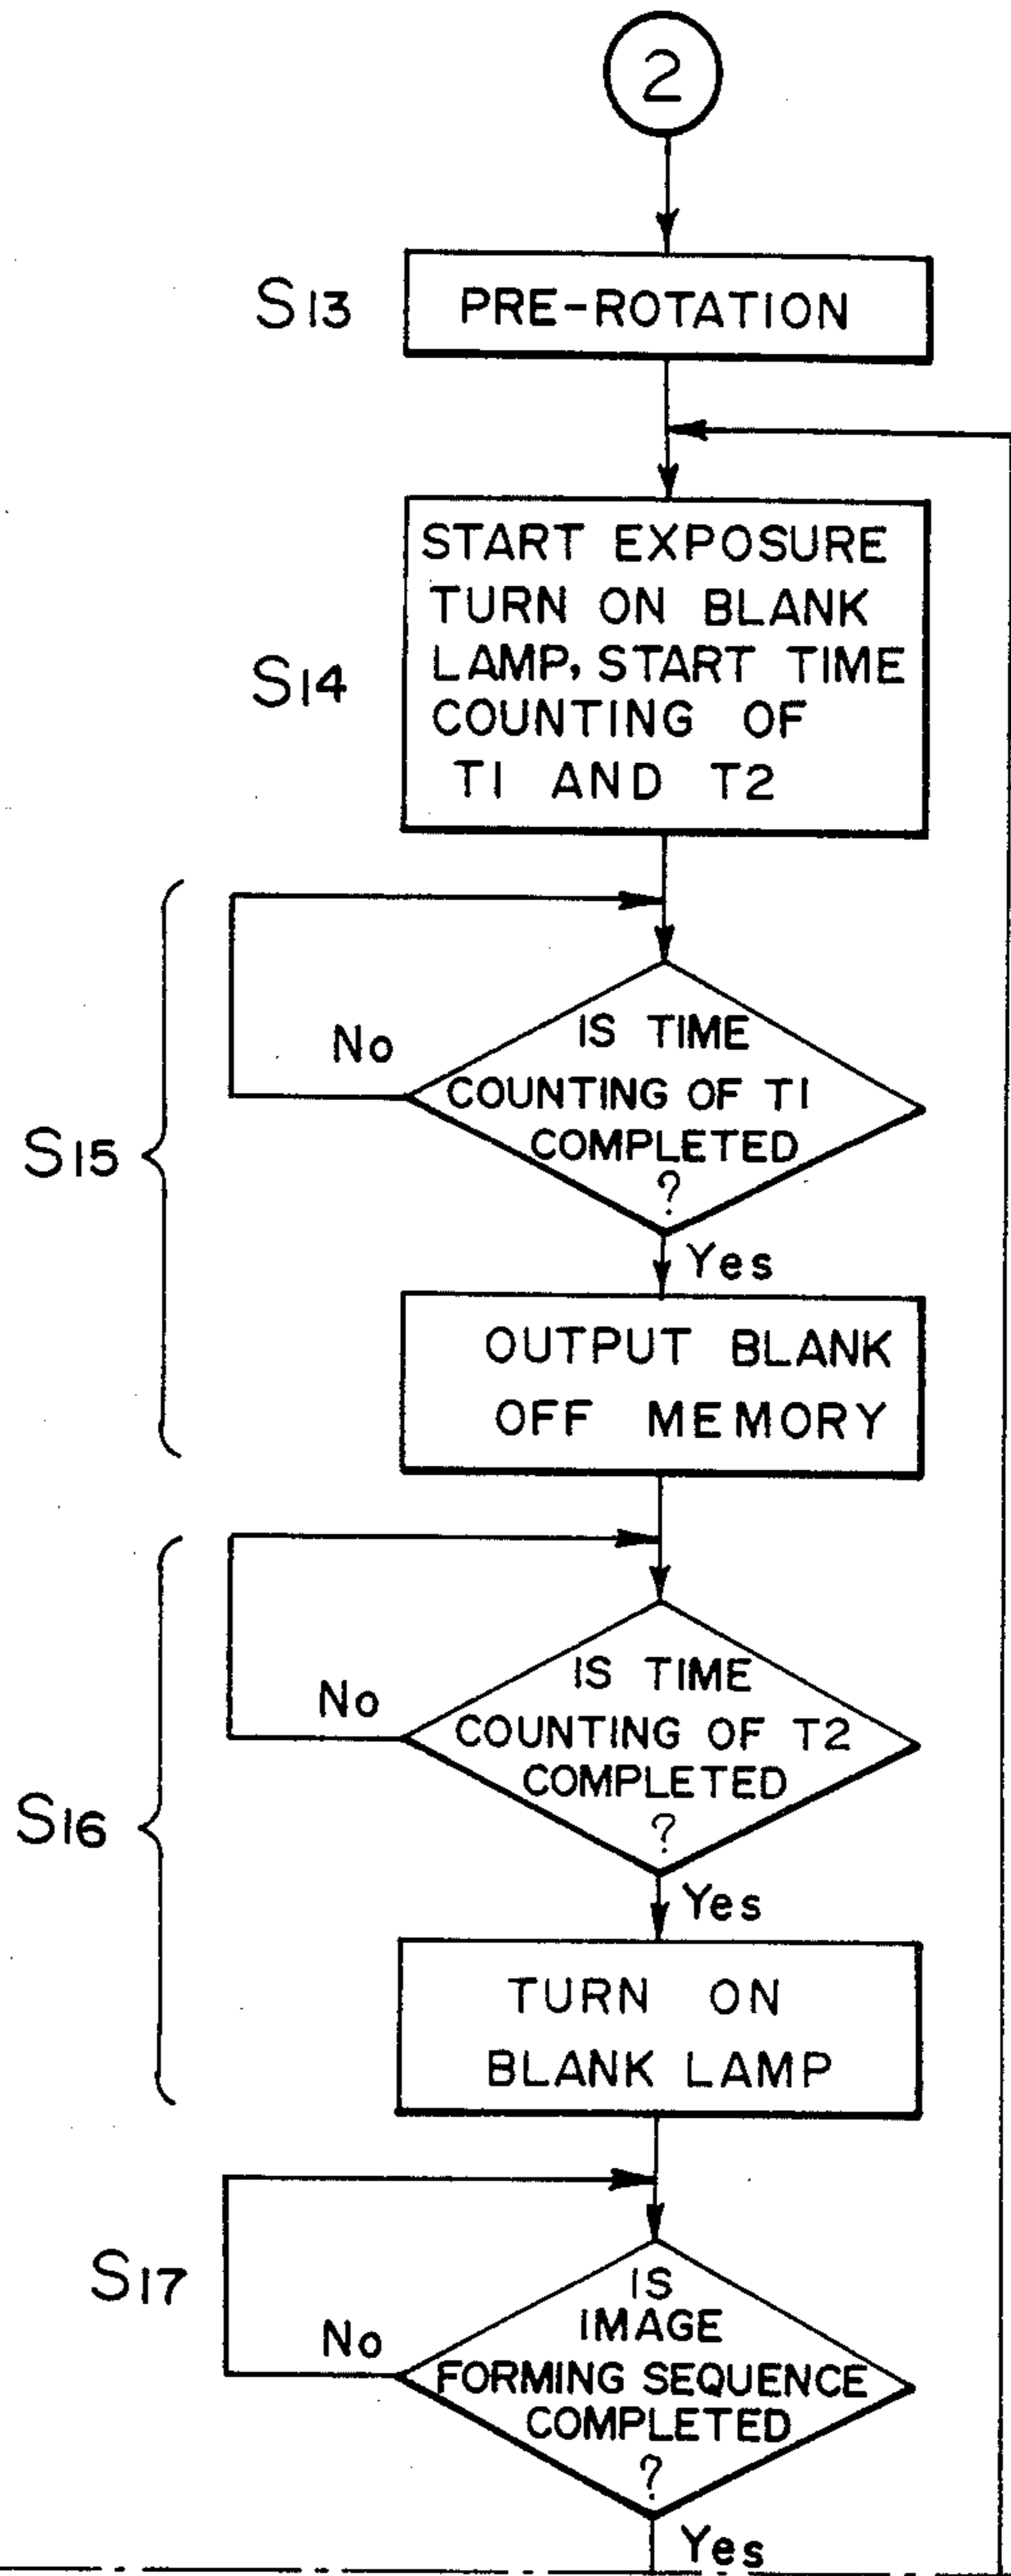 2
S13
PRE-ROTATION
S14
START EXPOSURE
TURN ON BLANK
LAMP, START TIME
COUNTING OF
T1 AND T2
S15
No
IS TIME
COUNTING OF T1
COMPLETED
?
Yes
OUTPUT BLANK
OFF MEMORY
S16
No
IS TIME
COUNTING OF T2
COMPLETED
?
Yes
TURN ON
BLANK LAMP
S17
No
IS
IMAGE
FORMING SEQUENCE
COMPLETED
?
Yes